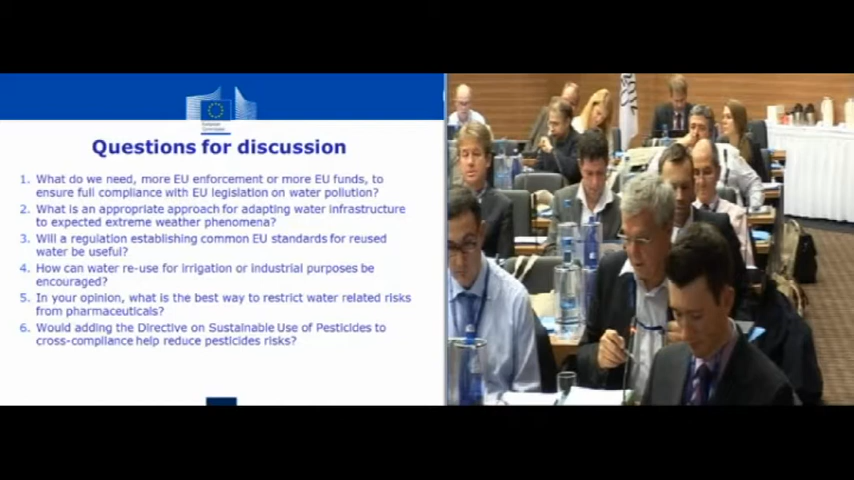 European
Commission
Questions for discussion
1. What do we need, more EU enforcement or more EU funds, to
ensure full compliance with EU legislation on water pollution?
2. What is an appropriate approach for adapting water infrastructure
to expected extreme weather phenomena?
3. Will a regulation establishing common EU standards for reused
water be useful?
4. How can water re-use for irrigation or industrial purposes be
encouraged?
5. In your opinion, what is the best way to restrict water related risks
from pharmaceuticals?
6. Would adding the Directive on Sustainable Use of Pesticides to
cross-compliance help reduce pesticides risks?